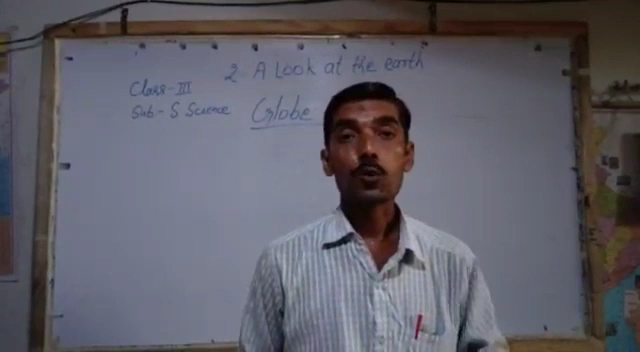 2 A Look at the earth
Class-III
Sub- S Science
Globe